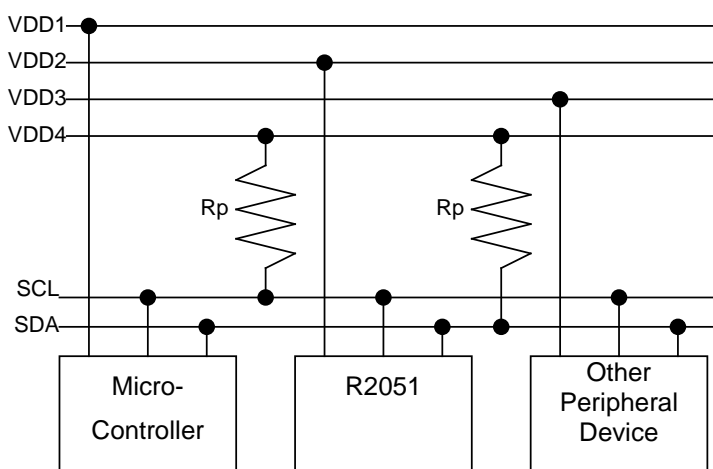 VDD1
VDD2
VDD3
VDD4
Rp
Rp
SCL
SDA
Micro-
Controller
R2051
Other
Peripheral
Device